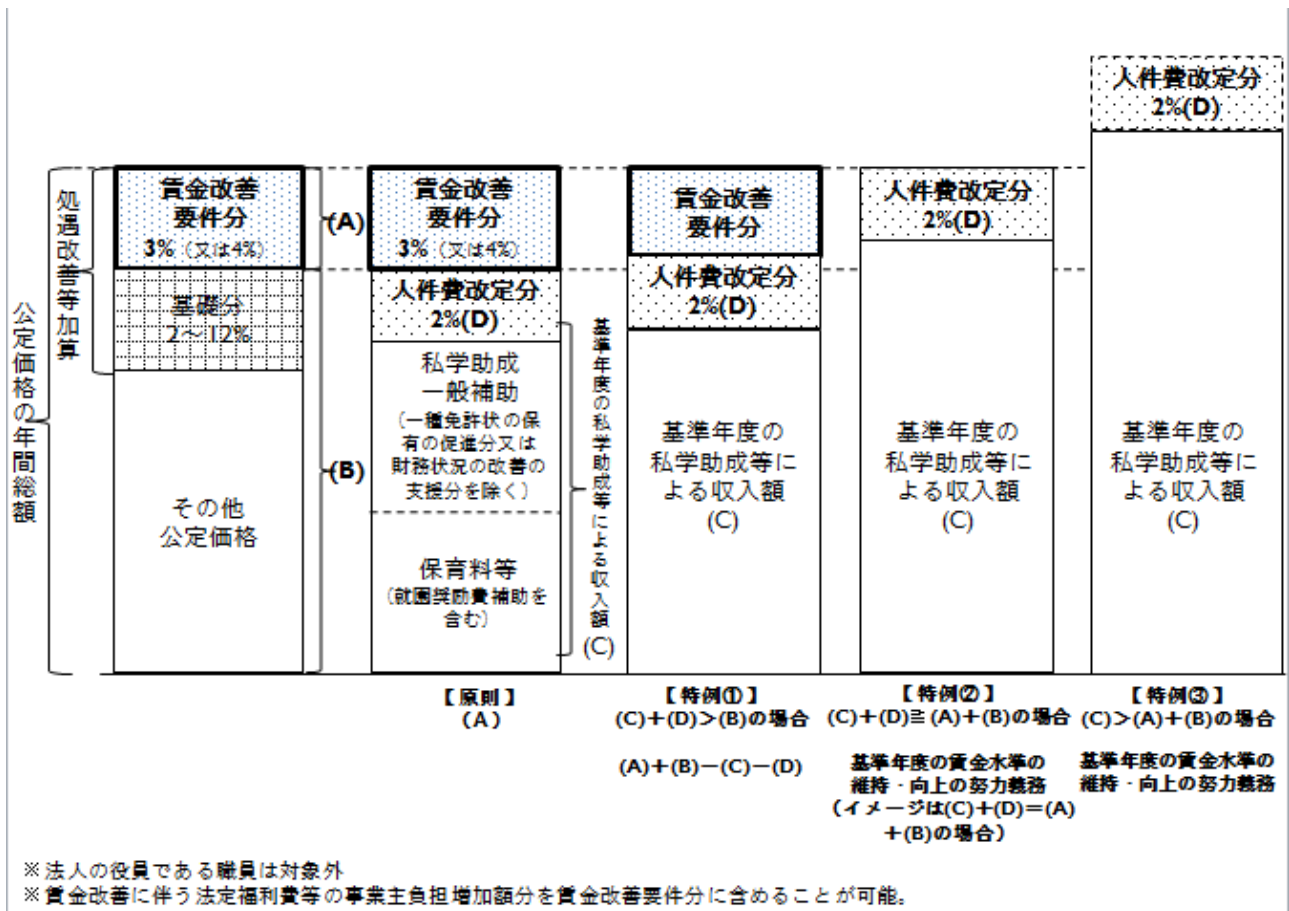 公定価格の年間総額
処遇改善等加算
賃金改善
要件分
3%（又は4%）
基礎分
2～12%
その他
公定価格
(A)
(B)
賃金改善
要件分
3%（又は4%）
人件費改定分
2%(D)
私学助成
一般補助
（一種免許状の保
有の促進分又は
財務状況の改善の
支援分を除く）
保育料等
（就園奨励費補助を
含む）
基準年度の私学助成等による収入額
(C)
賃金改善
要件分
人件費改定分
2%(D)
基準年度の
私学助成等に
よる収入額
(C)
人件費改定分
2%(D)
基準年度の
私学助成等に
よる収入額
(C)
人件費改定分
2%(D)
基準年度の
私学助成等に
よる収入額
(C)
【原則】
(A)
【特例①】
(C)+(D)>(B)の場合
(A)+(B)－(C)－(D)
【特例②】
(C)+(D)≧(A)+(B)の場合
基準年度の賃金水準の
維持・向上の努力義務
（イメージは(C)+(D)＝(A)
+(B)の場合）
【特例③】
(C)>(A)+(B)の場合
基準年度の賃金水準の
維持・向上の努力義務
※法人の役員である職員は対象外
※賃金改善に伴う法定福利費等の事業主負担増加額分を賃金改善要件分に含めることが可能。